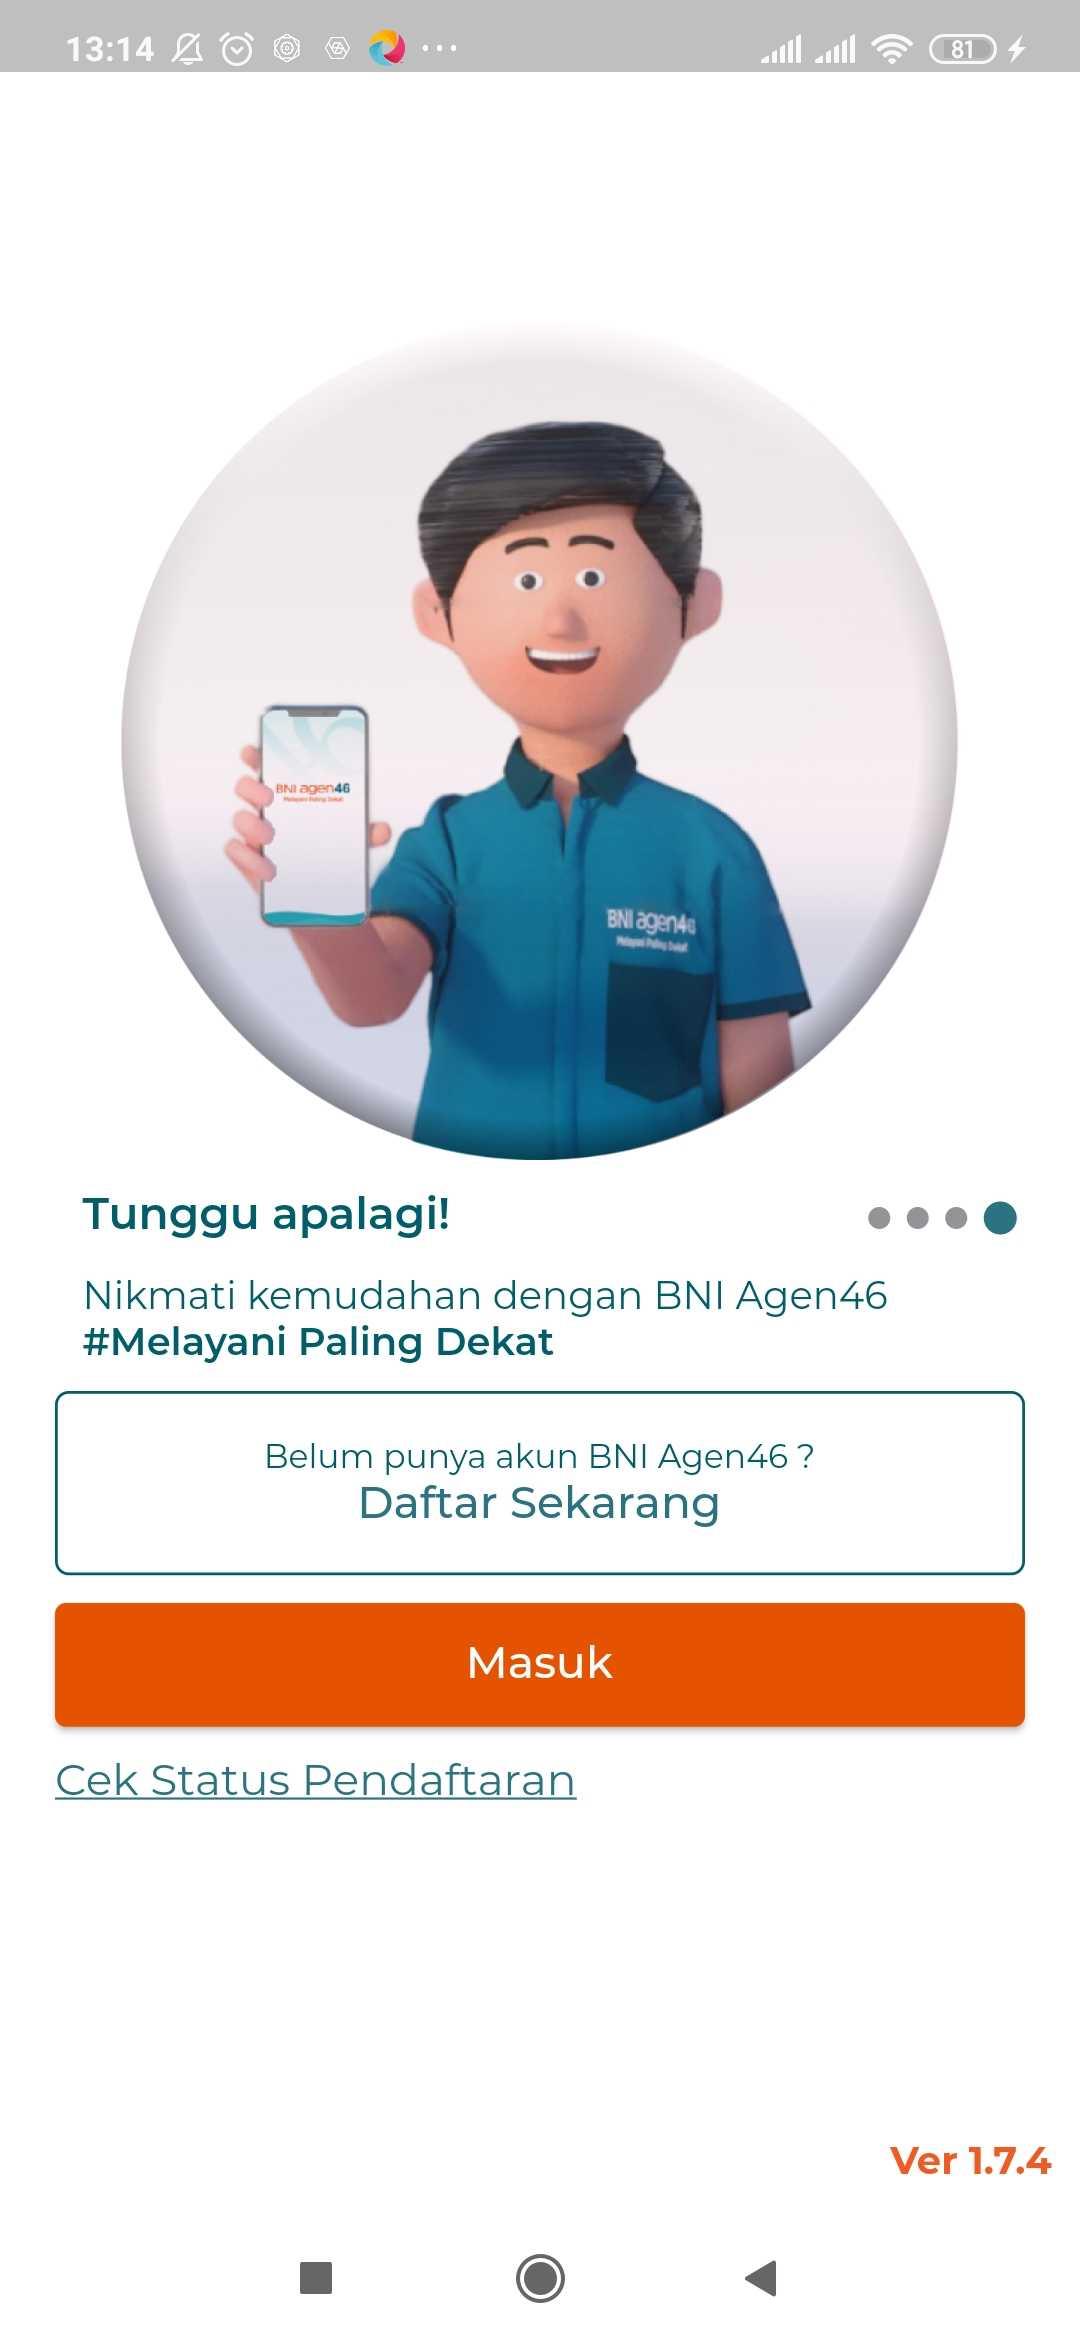 13:14
81
BNI agen46
Melayani Paling Dekat
BNI agen46
Melayani Paling Dekat
Tunggu apalagi!
Nikmati kemudahan dengan BNI Agen46
#Melayani Paling Dekat
Belum punya akun BNI Agen46 ?
Daftar Sekarang
Masuk
Cek Status Pendaftaran
Ver 1.7.4